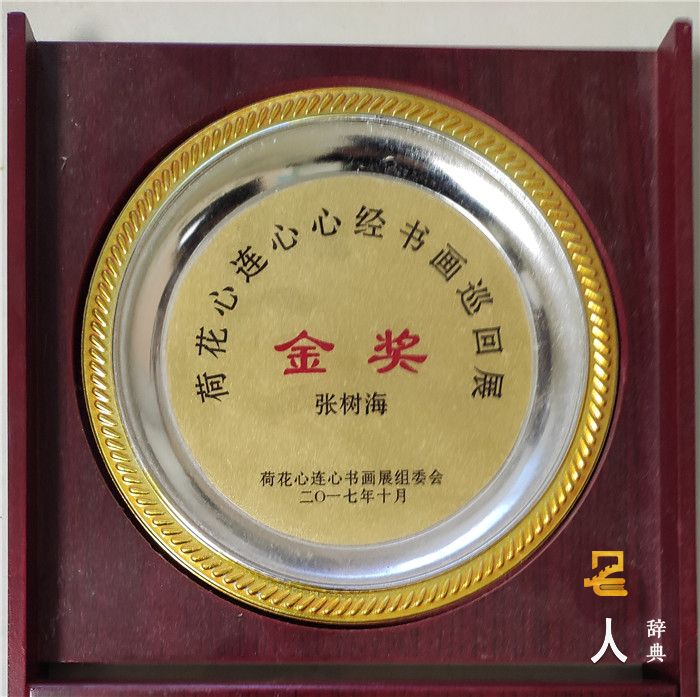 荷花心连心心经书画巡回展
金奖
张树海
荷花心连心书画展组委会
二〇一七年十月
名人辞典